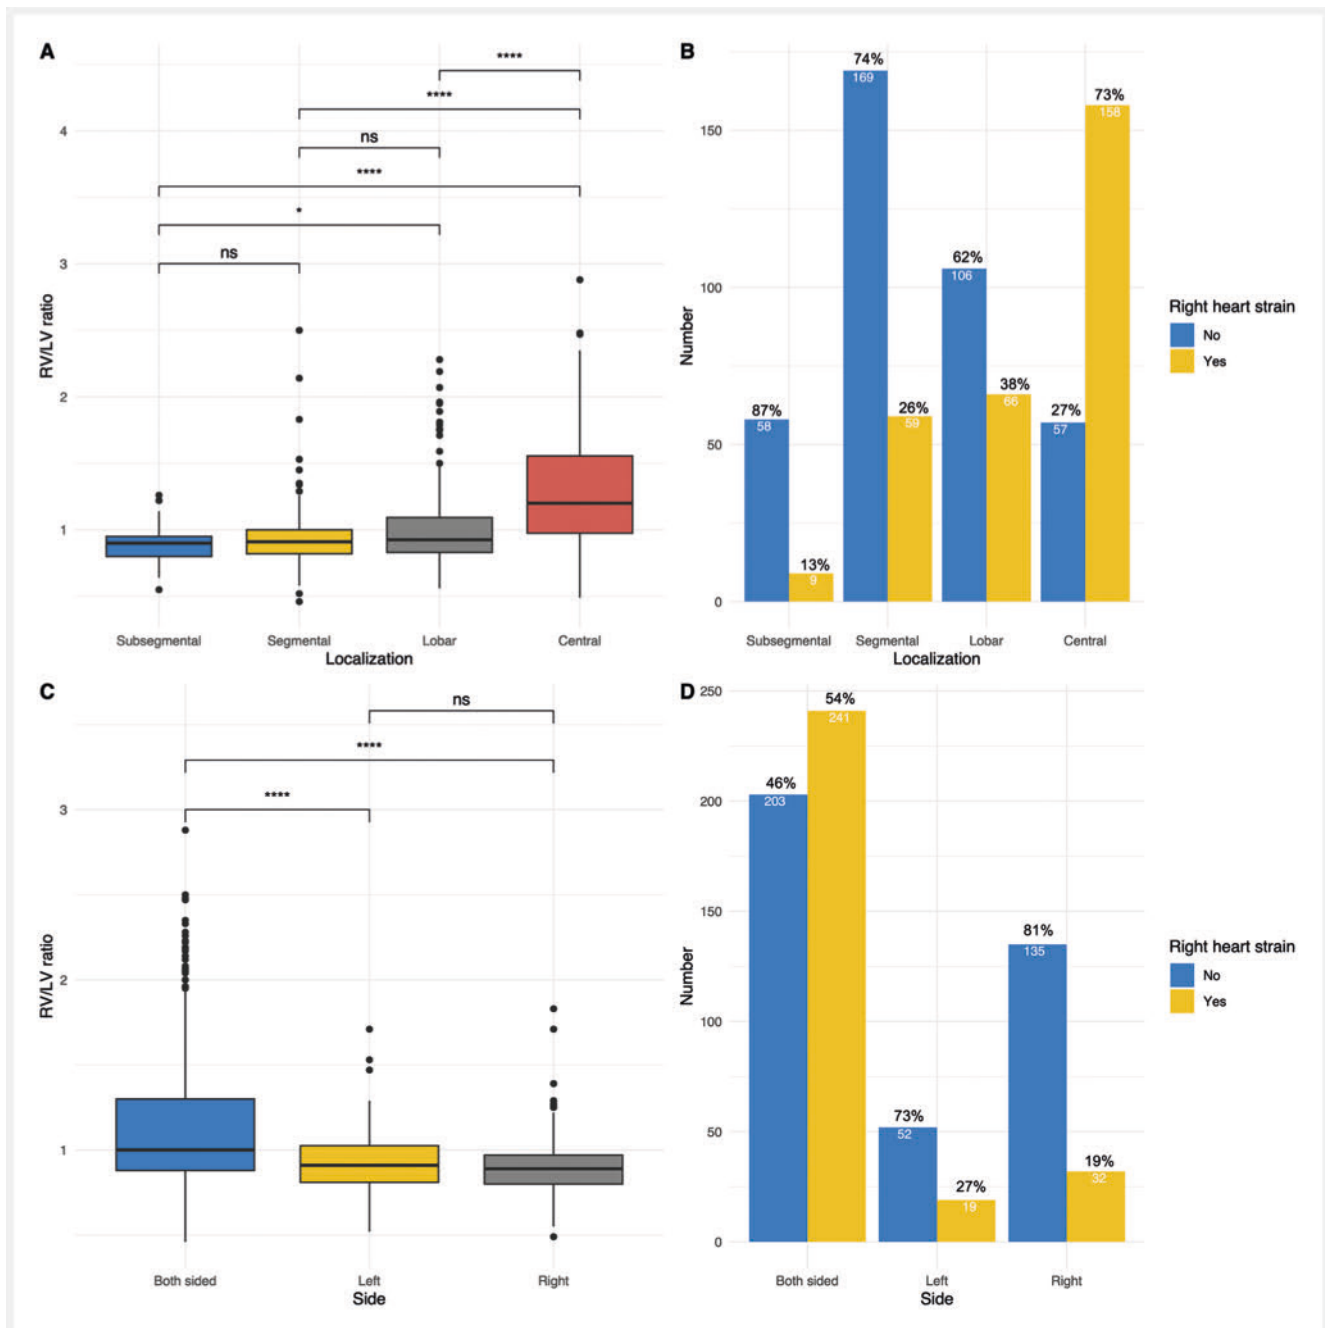 A
****
****
ns
****
*
ns
4
3
2
1
RV/LV ratio
Subsegmental Segmental Lobar Central
Localization
B
74%
169
73%
158
62%
106
87%
58
38%
66
26%
59
27%
57
13%
9
150
100
50
0
Number
Subsegmental Segmental Lobar Central
Localization
Right heart strain
No
Yes
C
ns
****
****
3
2
1
RV/LV ratio
Both sided Left Right
Side
D
250
200
150
100
50
0
Number
54%
241
46%
203
81%
135
73%
52
27%
19
19%
32
Both sided Left Right
Side
Right heart strain
No
Yes